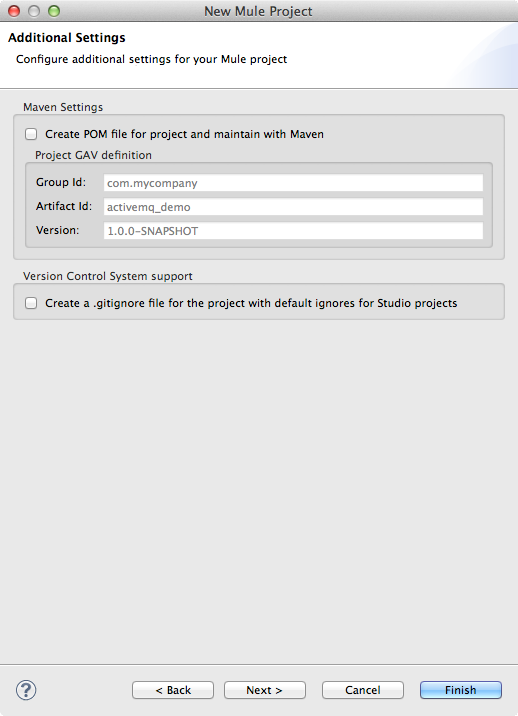 New Mule Project
Additional Settings
Configure additional settings for your Mule project
Maven Settings
Create POM file for project and maintain with Maven
Project GAV definition
Group Id: com.mycompany
Artifact Id: activemq_demo
Version: 1.0.0-SNAPSHOT
Version Control System support
Create a .gitignore file for the project with default ignores for Studio projects
? < Back Next > Cancel Finish